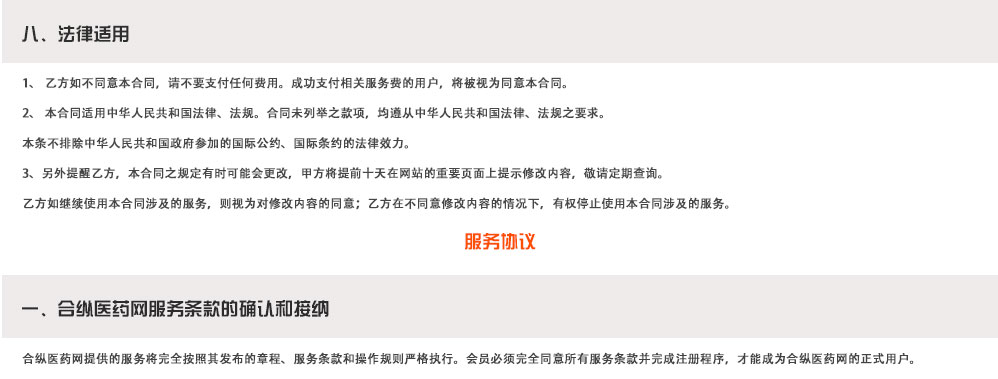 八、法律适用
1、 乙方如不同意本合同，请不要支付任何费用。成功支付相关服务费的用户，将被视为同意本合同。
2、 本合同适用中华人民共和国法律、法规。合同未列举之款项，均遵从中华人民共和国法律、法规之要求。
本条不排除中华人民共和国政府参加的国际公约、国际条约的法律效力。
3、另外提醒乙方，本合同之规定有时可能会更改，甲方将提前十天在网站的重要页面上提示修改内容，敬请定期查询。
乙方如继续使用本合同涉及的服务，则视为对修改内容的同意；乙方在不同意修改内容的情况下，有权停止使用本合同涉及的服务。
服务协议
一、合纵医药网服务条款的确认和接纳
合纵医药网提供的服务将完全按照其发布的章程、服务条款和操作规则严格执行。会员必须完全同意所有服务条款并完成注册程序，才能成为合纵医药网的正式用户。